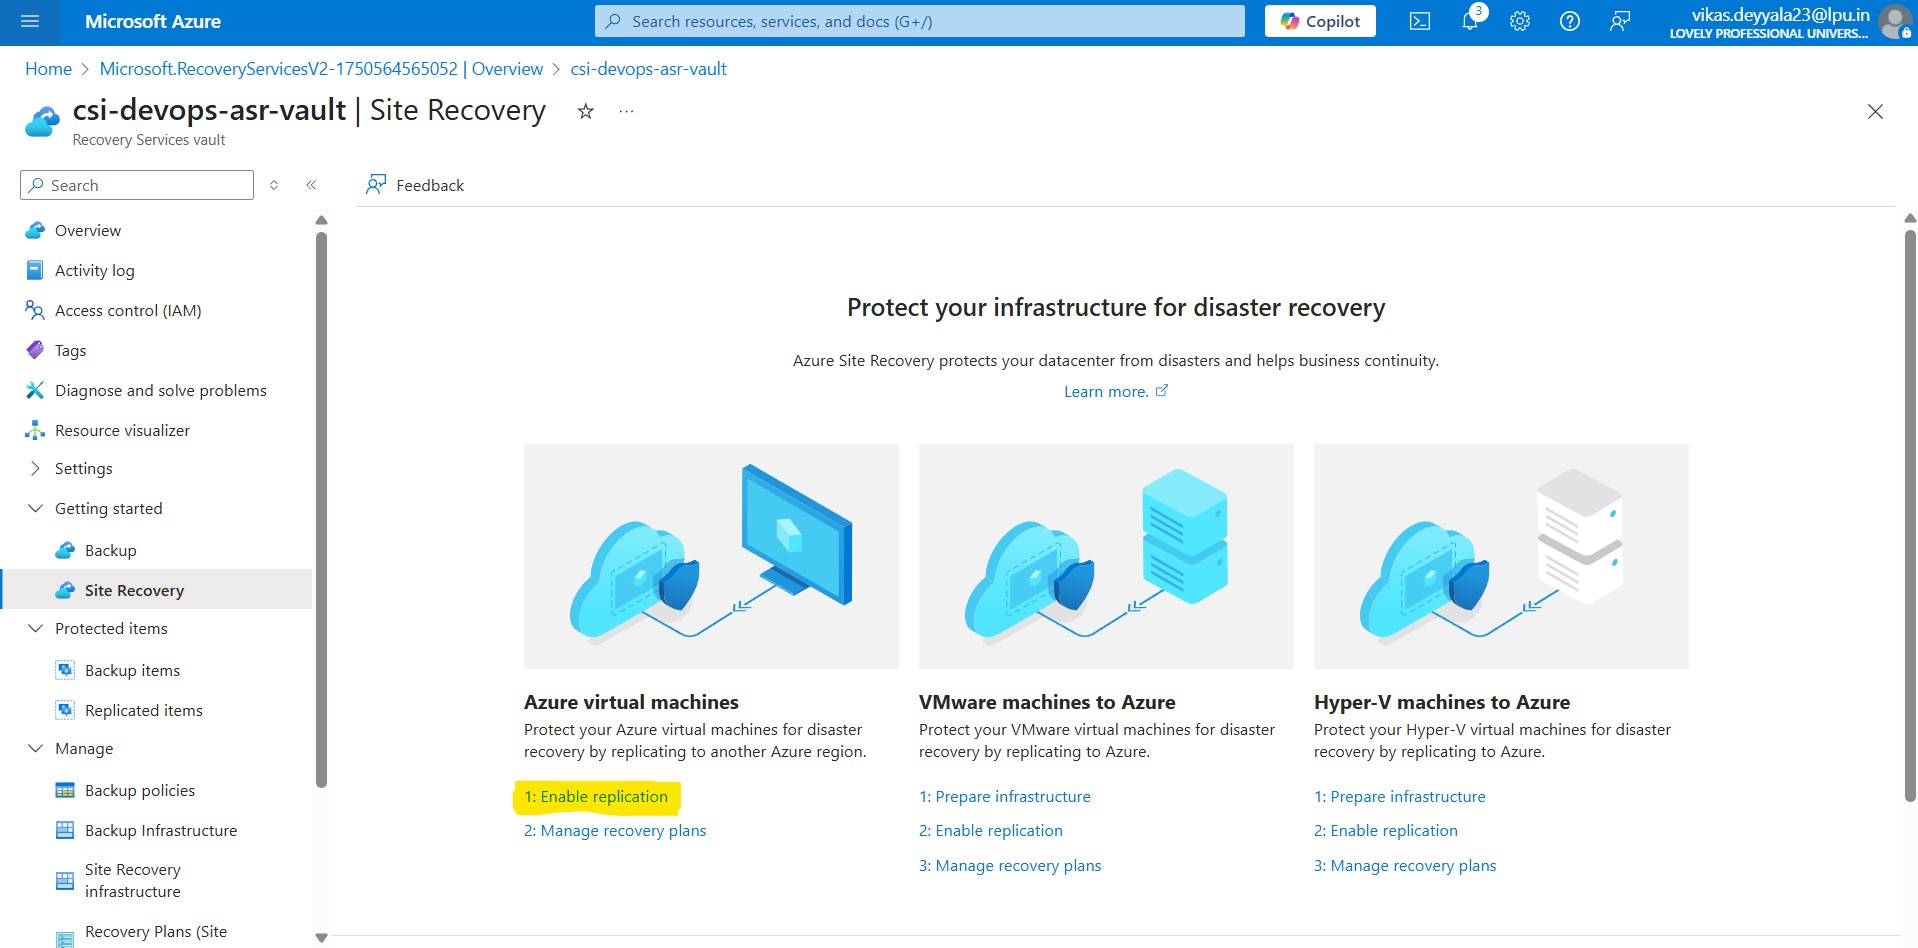 Microsoft Azure
Search resources, services, and docs (G+/)
Copilot
3
vikas.deyyala23@lpu.in
LOVELY PROFESSIONAL UNIVERS...
Home > Microsoft.RecoveryServicesV2-1750564565052 | Overview > csi-devops-asr-vault
csi-devops-asr-vault | Site Recovery
Recovery Services vault
Search
Feedback
Overview
Activity log
Access control (IAM)
Tags
Diagnose and solve problems
Resource visualizer
Settings
Getting started
Backup
Site Recovery
Protected items
Backup items
Replicated items
Manage
Backup policies
Backup Infrastructure
Site Recovery
infrastructure
Recovery Plans (Site
Protect your infrastructure for disaster recovery
Azure Site Recovery protects your datacenter from disasters and helps business continuity.
Learn more.
Azure virtual machines
Protect your Azure virtual machines for disaster
recovery by replicating to another Azure region.
1: Enable replication
2: Manage recovery plans
VMware machines to Azure
Protect your VMware virtual machines for disaster
recovery by replicating to Azure.
1: Prepare infrastructure
2: Enable replication
3: Manage recovery plans
Hyper-V machines to Azure
Protect your Hyper-V virtual machines for disaster
recovery by replicating to Azure.
1: Prepare infrastructure
2: Enable replication
3: Manage recovery plans